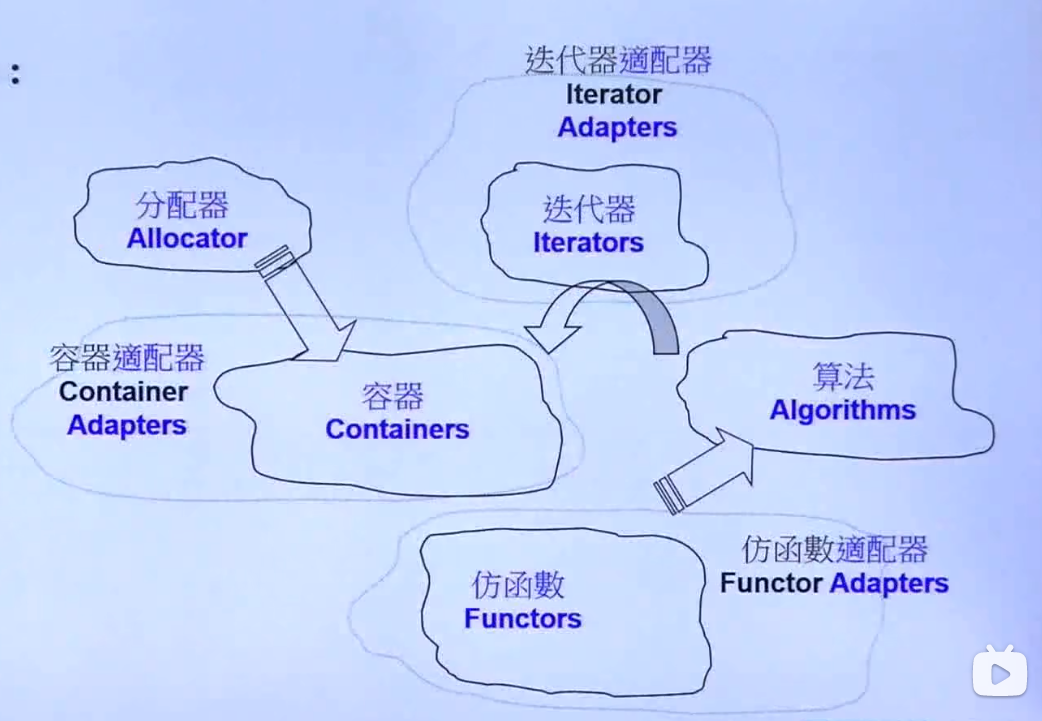 :
迭代器適配器
Iterator
Adapters
分配器
Allocator
迭代器
Iterators
容器適配器
Container
Adapters
容器
Containers
算法
Algorithms
仿函數
Functors
仿函數適配器
Functor Adapters